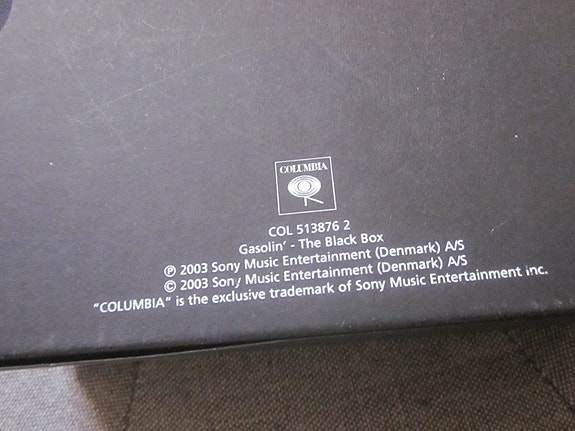 COLUMBIA
COL 513876 2
Gasolin' - The Black Box
℗ 2003 Sony Music Entertainment (Denmark) A/S
© 2003 Sony Music Entertainment (Denmark) A/S
"COLUMBIA" is the exclusive trademark of Sony Music Entertainment Inc.